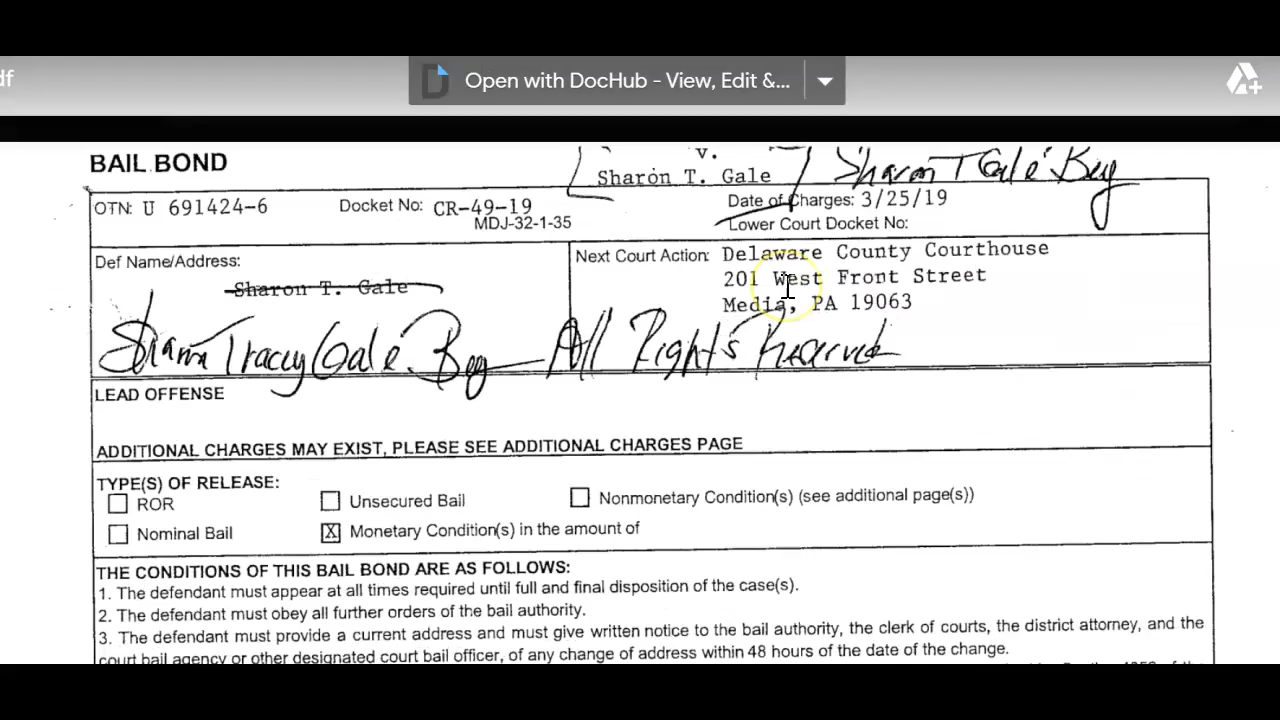 df
Open with DocHub - View, Edit &...
BAIL BOND
v.
Sharon T. Gale
Sharon T Galé Bey
OTN: U 691424-6
Docket No: CR-49-19
MDJ-32-1-35
Date of Charges: 3/25/19
Lower Court Docket No:
Def Name/Address:
Sharon T. Gale
Next Court Action: Delaware County Courthouse
201 West Front Street
Media, PA 19063
Sharon Tracey Galé Bey All Rights Reserved
LEAD OFFENSE
ADDITIONAL CHARGES MAY EXIST, PLEASE SEE ADDITIONAL CHARGES PAGE
TYPE(S) OF RELEASE:
ROR
Unsecured Bail
Nonmonetary Condition(s) (see additional page(s))
Nominal Bail
X Monetary Condition(s) in the amount of
THE CONDITIONS OF THIS BAIL BOND ARE AS FOLLOWS:
1. The defendant must appear at all times required until full and final disposition of the case(s).
2. The defendant must obey all further orders of the bail authority.
3. The defendant must provide a current address and must give written notice to the bail authority, the clerk of courts, the district attorney, and the
court bail agency or other designated court bail officer, of any change of address within 48 hours of the date of the change.